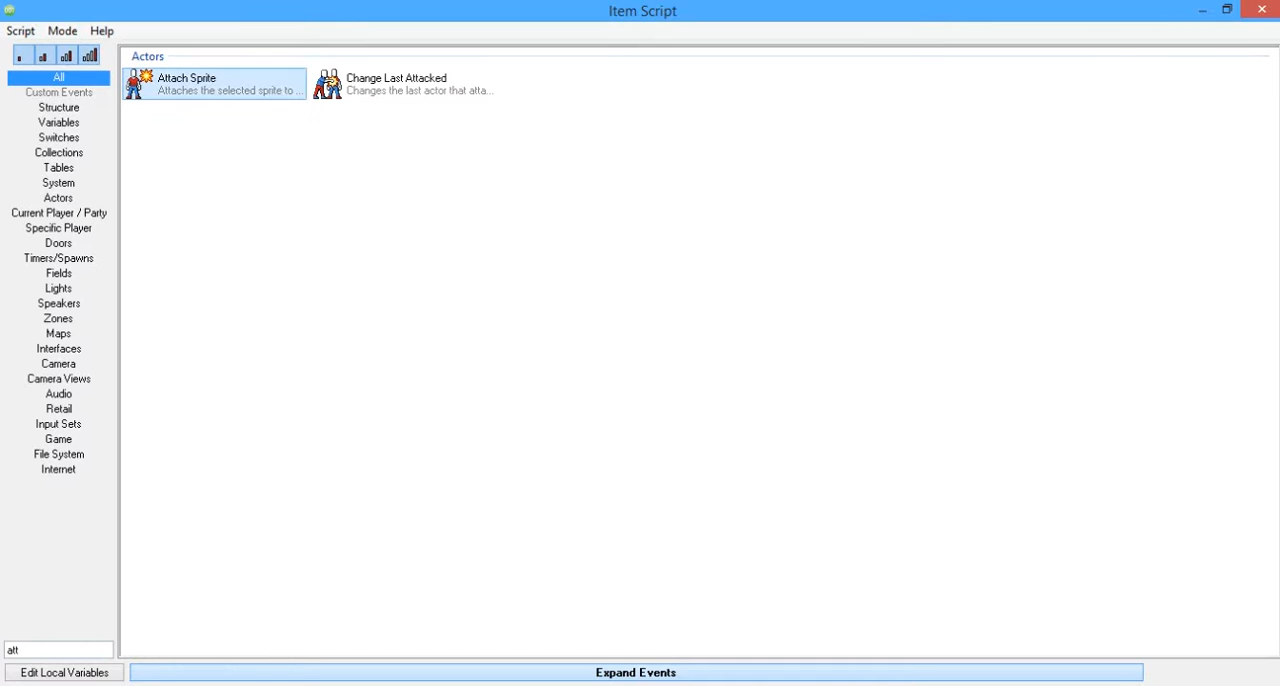 Item Script
Script Mode Help
All
Custom Events
Structure
Variables
Switches
Collections
Tables
System
Actors
Current Player / Party
Specific Player
Doors
Timers/Spawns
Fields
Lights
Speakers
Zones
Maps
Interfaces
Camera
Camera Views
Audio
Retail
Input Sets
Game
File System
Internet
Actors
Attach Sprite
Attaches the selected sprite to ...
Change Last Attacked
Changes the last actor that atta...
att
Edit Local Variables
Expand Events